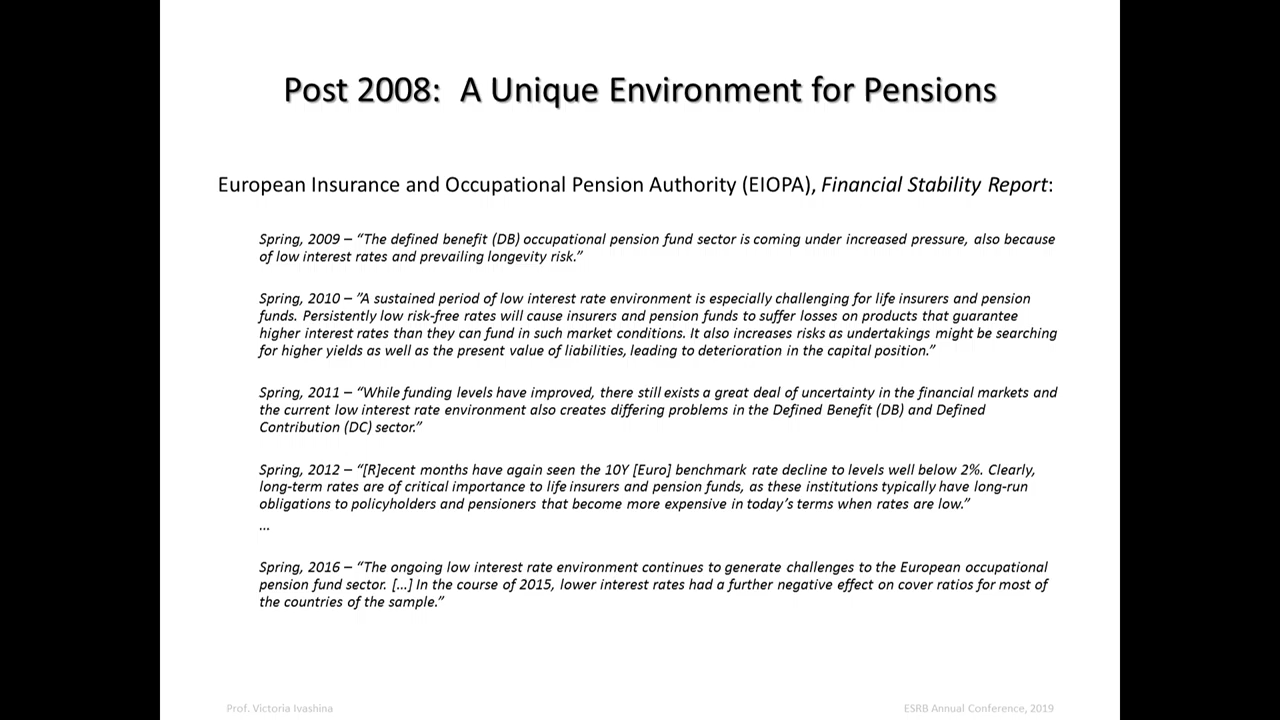 Post 2008:  A Unique Environment for Pensions
European Insurance and Occupational Pension Authority (EIOPA), Financial Stability Report:
Spring, 2009 – “The defined benefit (DB) occupational pension fund sector is coming under increased pressure, also because
of low interest rates and prevailing longevity risk.”
Spring, 2010 – ”A sustained period of low interest rate environment is especially challenging for life insurers and pension
funds. Persistently low risk-free rates will cause insurers and pension funds to suffer losses on products that guarantee
higher interest rates than they can fund in such market conditions. It also increases risks as undertakings might be searching
for higher yields as well as the present value of liabilities, leading to deterioration in the capital position.”
Spring, 2011 – “While funding levels have improved, there still exists a great deal of uncertainty in the financial markets and
the current low interest rate environment also creates differing problems in the Defined Benefit (DB) and Defined
Contribution (DC) sector.”
Spring, 2012 – “[R]ecent months have again seen the 10Y [Euro] benchmark rate decline to levels well below 2%. Clearly,
long-term rates are of critical importance to life insurers and pension funds, as these institutions typically have long-run
obligations to policyholders and pensioners that become more expensive in today’s terms when rates are low.”
…
Spring, 2016 – “The ongoing low interest rate environment continues to generate challenges to the European occupational
pension fund sector. […] In the course of 2015, lower interest rates had a further negative effect on cover ratios for most of
the countries of the sample.”
Prof. Victoria Ivashina
ESRB Annual Conference, 2019